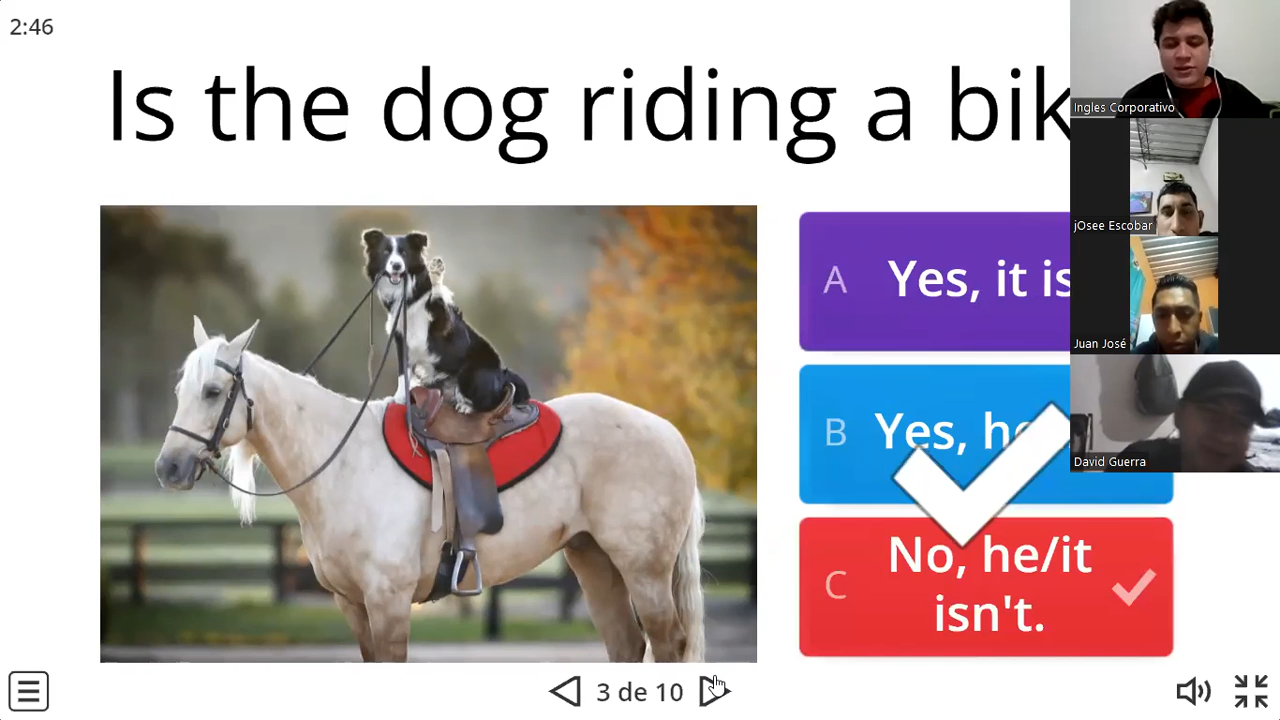 2:46
Is the dog riding a bik
A Yes, it is
B Yes, he
C No, he/it
isn't.
3 de 10
Ingles Corporativo
jOsee Escobar
Juan José
David Guerra